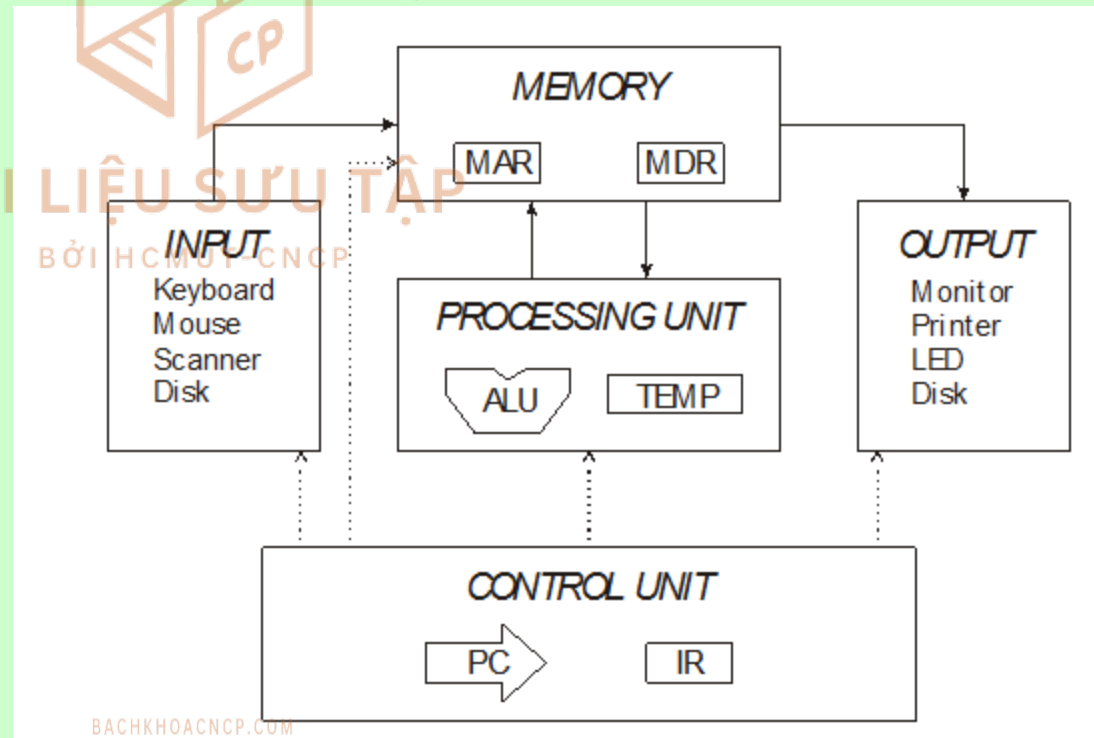 CP
MEMORY
MAR MDR
I LIỆU SƯU TẬP
BỞI HCMUT-CNCP
INPUT
Keyboard
Mouse
Scanner
Disk
PROCESSING UNIT
ALU TEMP
OUTPUT
Monitor
Printer
LED
Disk
CONTROL UNIT
PC IR
BACHKHOACNCP.COM